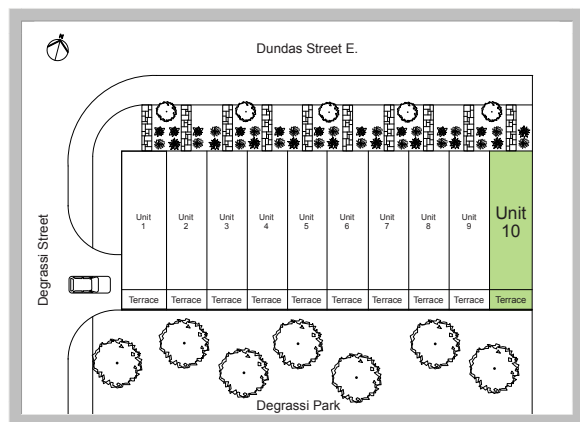 N
Dundas Street E.
Degrassi Street
Unit
1
Unit
2
Unit
3
Unit
4
Unit
5
Unit
6
Unit
7
Unit
8
Unit
9
Unit
10
Terrace
Terrace
Terrace
Terrace
Terrace
Terrace
Terrace
Terrace
Terrace
Terrace
Degrassi Park